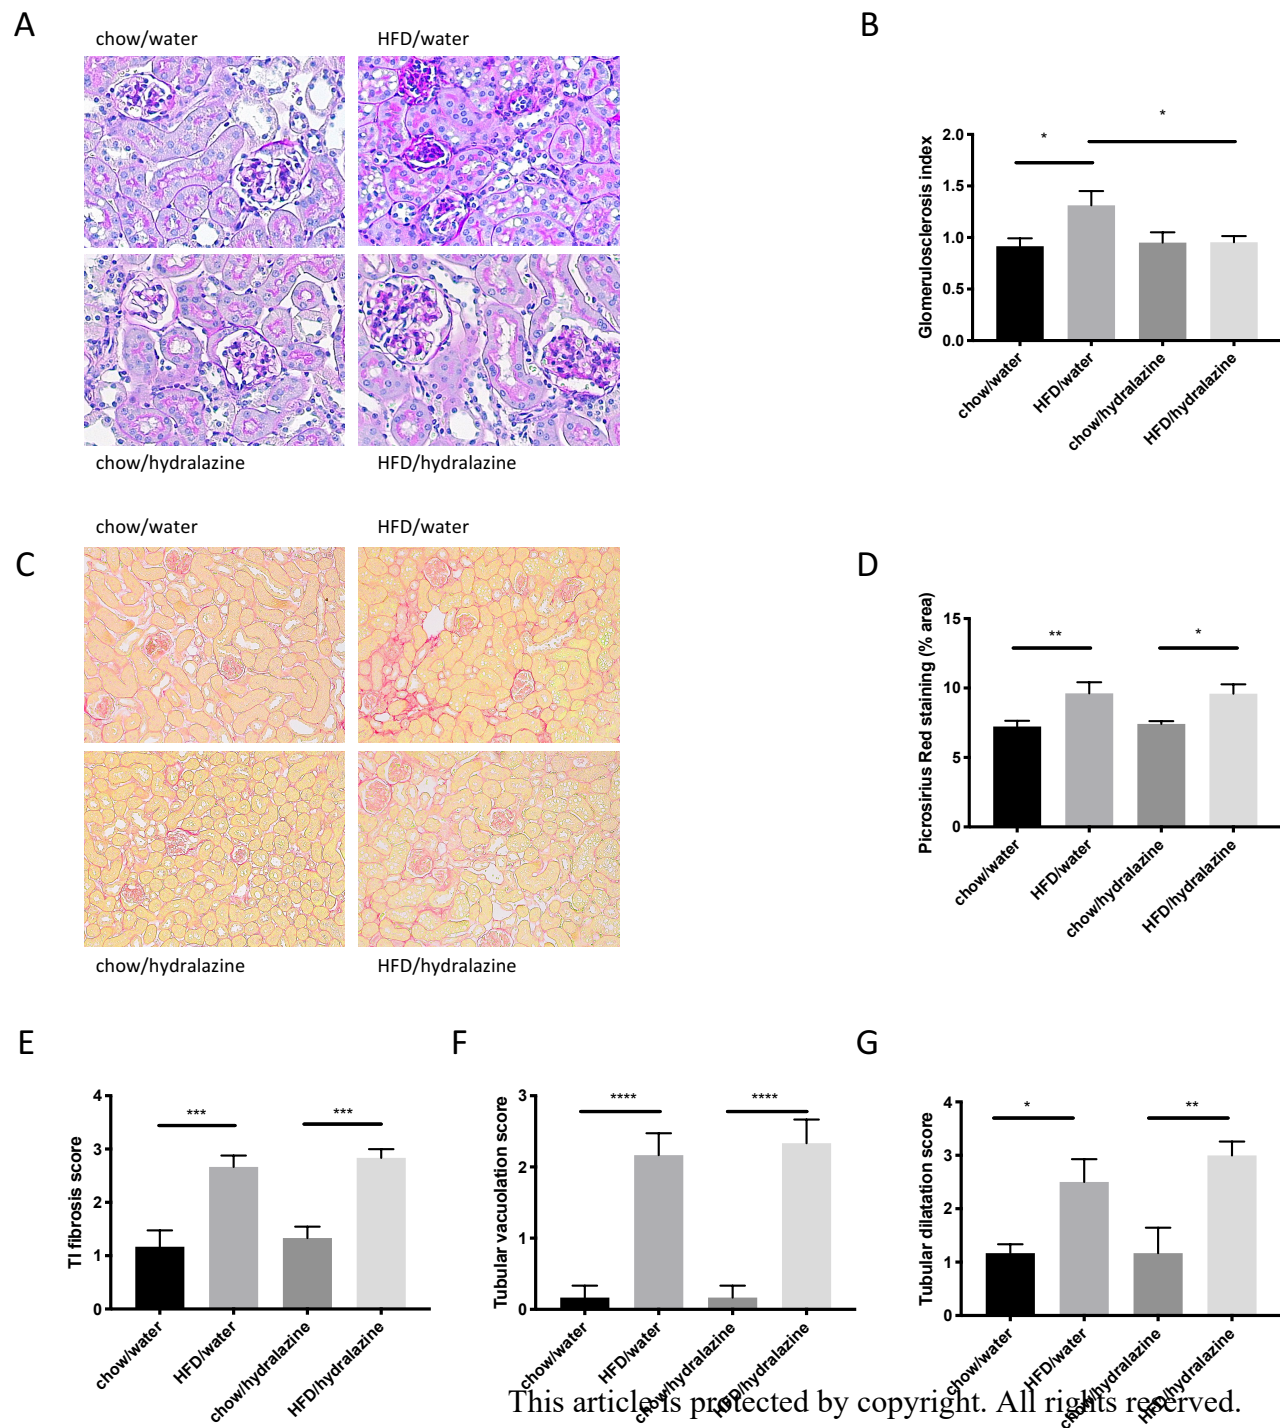 A
chow/water
HFD/water
chow/hydralazine
HFD/hydralazine
B
*
*
Glomerulosclerosis index
2.0
1.5
1.0
0.5
0.0
chow/water
HFD/water
chow/hydralazine
HFD/hydralazine
C
chow/water
HFD/water
chow/hydralazine
HFD/hydralazine
D
Picrosirius Red staining (% area)
15
10
5
0
**
*
chow/water
HFD/water
chow/hydralazine
HFD/hydralazine
E
TI fibrosis score
4
3
2
1
0
***
***
chow/water
HFD/water
chow/hydralazine
HFD/hydralazine
F
Tubular vacuolation score
3
2
1
0
****
****
chow/water
HFD/water
chow/hydralazine
HFD/hydralazine
G
Tubular dilatation score
4
3
2
1
0
*
**
chow/water
HFD/water
chow/hydralazine
HFD/hydralazine
This article is protected by copyright. All rights reserved.